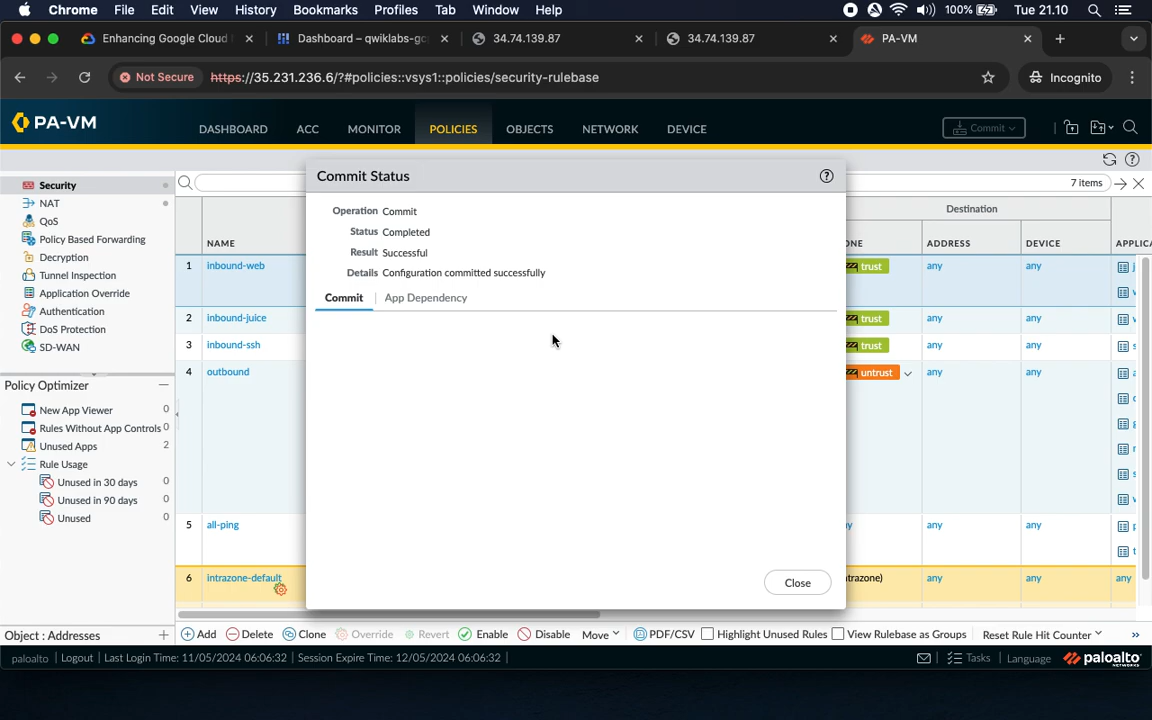 Chrome File Edit View History Bookmarks Profiles Tab Window Help 100% Tue 21.10
Enhancing Google Cloud Dashboard – qwiklabs-gc 34.74.139.87 34.74.139.87 PA-VM
Not Secure https://35.231.236.6/?#policies::vsys1::policies/security-rulebase Incognito
PA-VM DASHBOARD ACC MONITOR POLICIES OBJECTS NETWORK DEVICE Commit
Security
NAT
QoS
Policy Based Forwarding
Decryption
Tunnel Inspection
Application Override
Authentication
DoS Protection
SD-WAN
Policy Optimizer
New App Viewer 0
Rules Without App Controls 0
Unused Apps 2
Rule Usage
Unused in 30 days 0
Unused in 90 days 0
Unused 0
Object : Addresses
7 items
Destination
NAME ONE ADDRESS DEVICE APPLICA
1 inbound-web trust any any
2 inbound-juice trust any any
3 inbound-ssh trust any any
4 outbound untrust any any
5 all-ping any any
6 intrazone-default any any any
Commit Status
Operation Commit
Status Completed
Result Successful
Details Configuration committed successfully
Commit App Dependency
Close
Add Delete Clone Override Revert Enable Disable Move PDF/CSV Highlight Unused Rules View Rulebase as Groups Reset Rule Hit Counter
paloalto Logout Last Login Time: 11/05/2024 06:06:32 Session Expire Time: 12/05/2024 06:06:32 Tasks Language paloalto NETWORKS